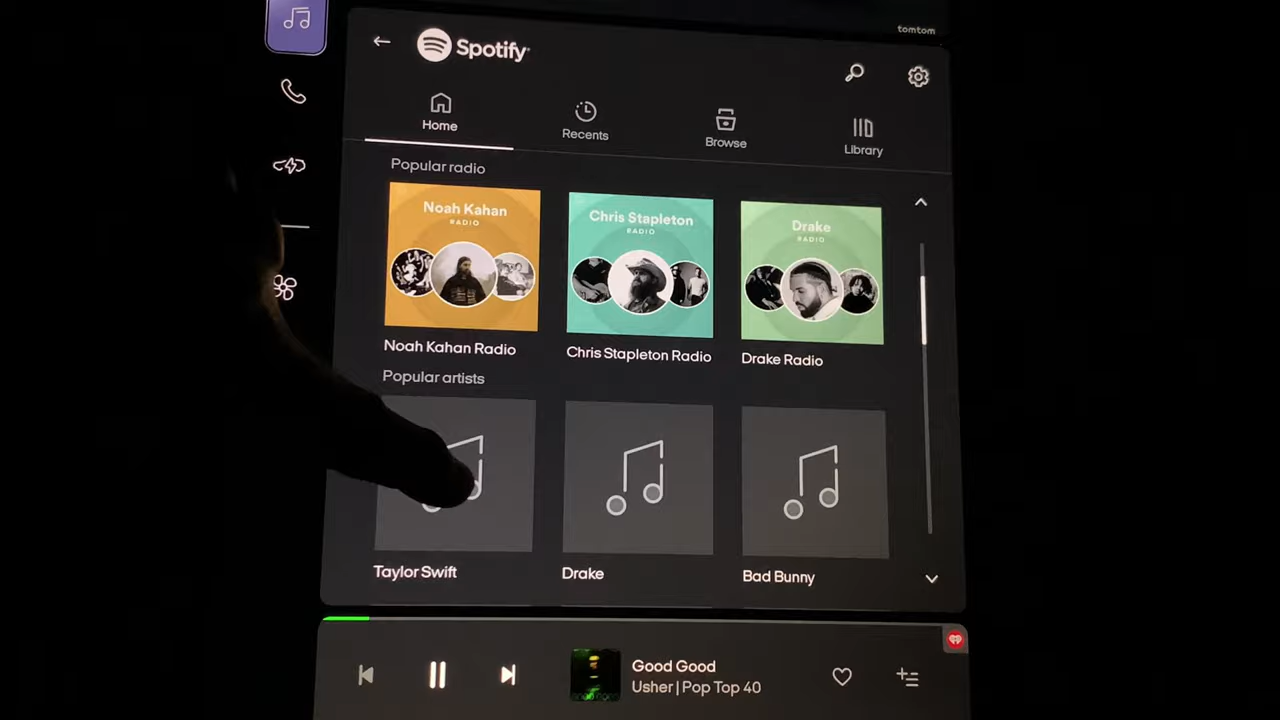 tomtom
Spotify
Home
Recents
Browse
Library
Popular radio
Noah Kahan
RADIO
Chris Stapleton
RADIO
Drake
RADIO
Noah Kahan Radio
Chris Stapleton Radio
Drake Radio
Popular artists
Taylor Swift
Drake
Bad Bunny
Good Good
Usher | Pop Top 40